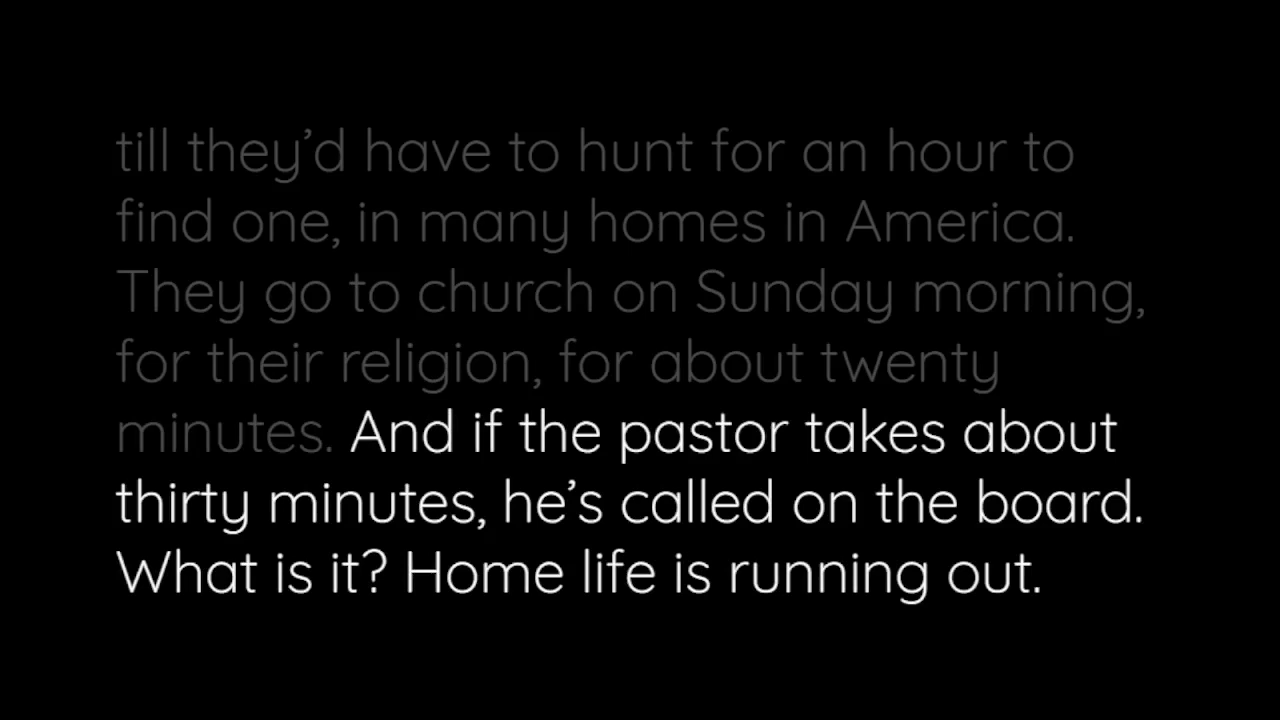 till they’d have to hunt for an hour to
find one, in many homes in America.
They go to church on Sunday morning,
for their religion, for about twenty
minutes. And if the pastor takes about
thirty minutes, he’s called on the board.
What is it? Home life is running out.